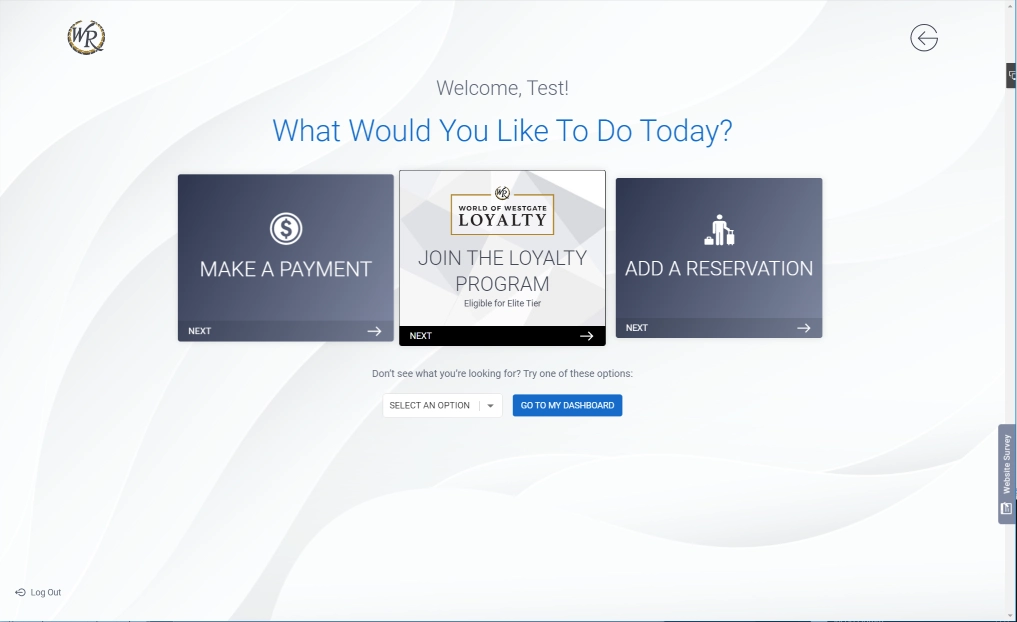 WR
Welcome, Test!
What Would You Like To Do Today?
MAKE A PAYMENT
NEXT
WR
WORLD OF WESTGATE
LOYALTY
JOIN THE LOYALTY
PROGRAM
Eligible for Elite Tier
NEXT
ADD A RESERVATION
NEXT
Don't see what you're looking for? Try one of these options:
SELECT AN OPTION
GO TO MY DASHBOARD
Website Survey
Log Out